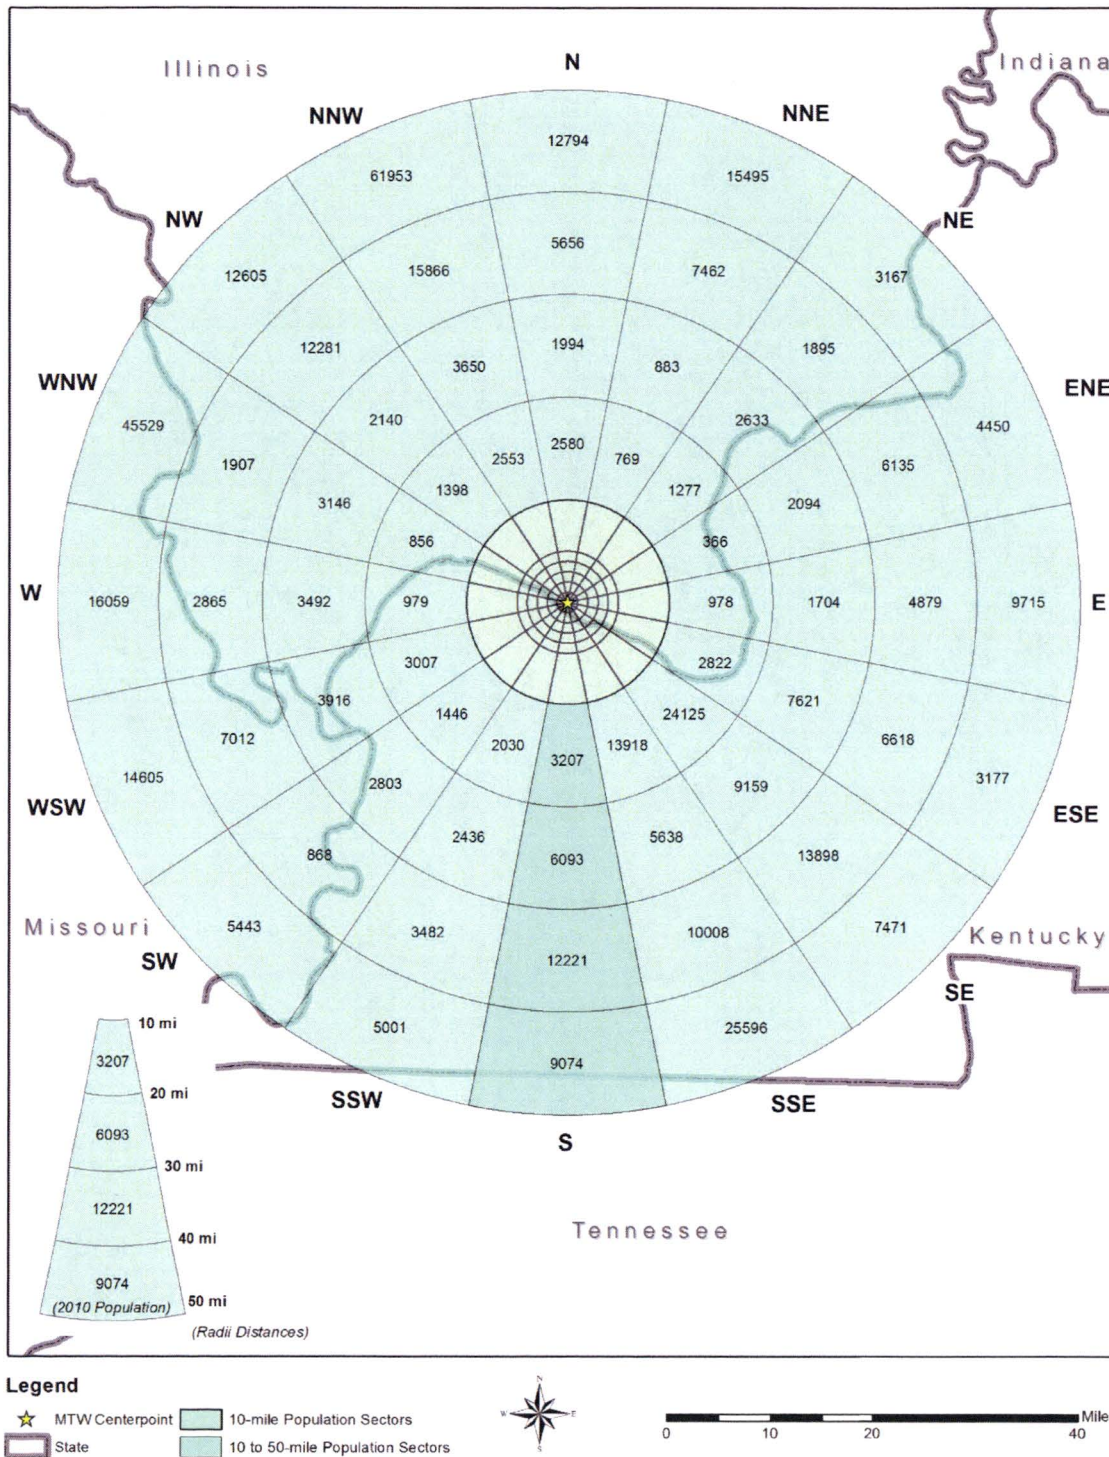 Illinois
Indiana
N
NNW
NNE
12794
61953
15495
NW
NE
5656
12605
15866
7462
3167
12281
1994
1895
3650
883
WNW
ENE
45529
2140
2633
4450
2580
1907
2553
769
6135
3146
1398
1277
2094
856
366
W
16059
2865
3492
979
978
1704
4879
9715
E
3007
2822
3916
1446
24125
7621
7012
2030
3207
13918
6618
14605
2803
9159
3177
WSW
ESE
2436
5638
868
6093
13898
Missouri
5443
3482
10008
7471
Kentucky
SW
12221
SE
5001
25596
9074
SSW
SSE
S
10 mi
3207
20 mi
6093
30 mi
12221
40 mi
9074
(2010 Population)
50 mi
(Radii Distances)
Tennessee
Legend
MTW Centerpoint
10-mile Population Sectors
State
10 to 50-mile Population Sectors
N
W
E
S
Mile
0
10
20
40